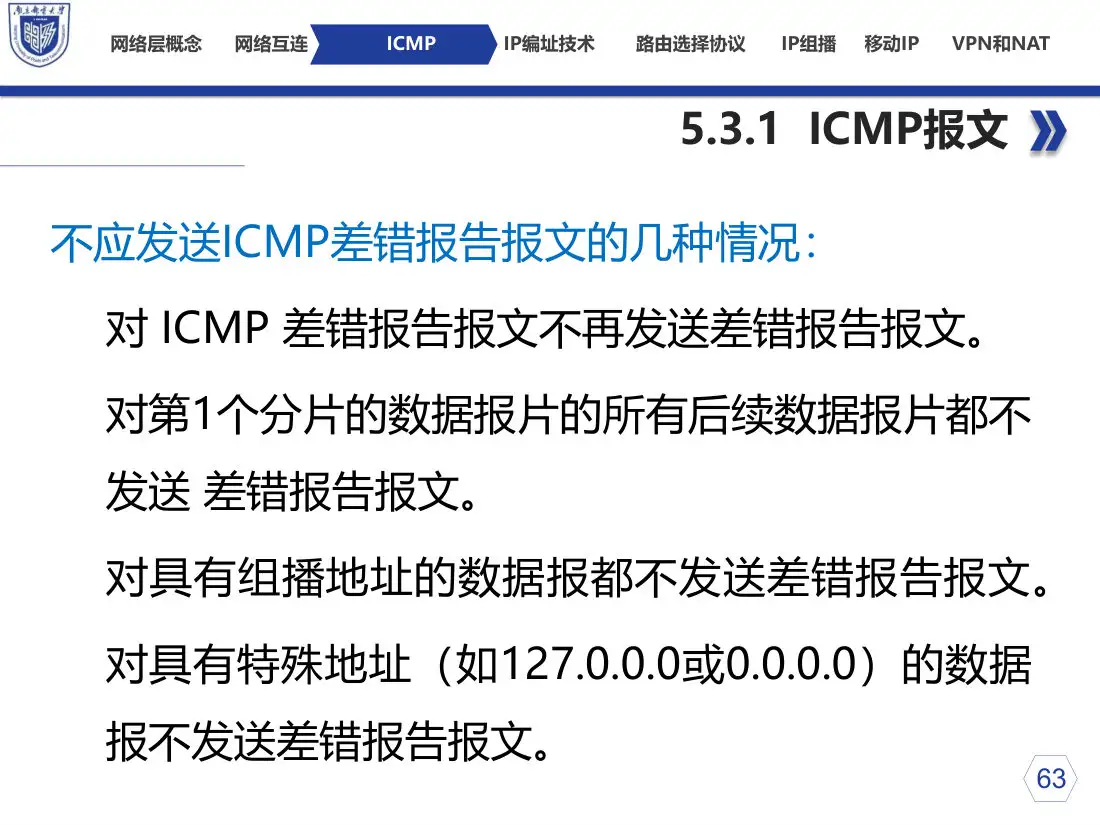 网络层概念 网络互连 ICMP IP编址技术 路由选择协议 IP组播 移动IP VPN和NAT
5.3.1 ICMP报文
不应发送ICMP差错报告报文的几种情况：
对 ICMP 差错报告报文不再发送差错报告报文。
对第1个分片的数据报片的所有后续数据报片都不
发送 差错报告报文。
对具有组播地址的数据报都不发送差错报告报文。
对具有特殊地址（如127.0.0.0或0.0.0.0）的数据
报不发送差错报告报文。
63